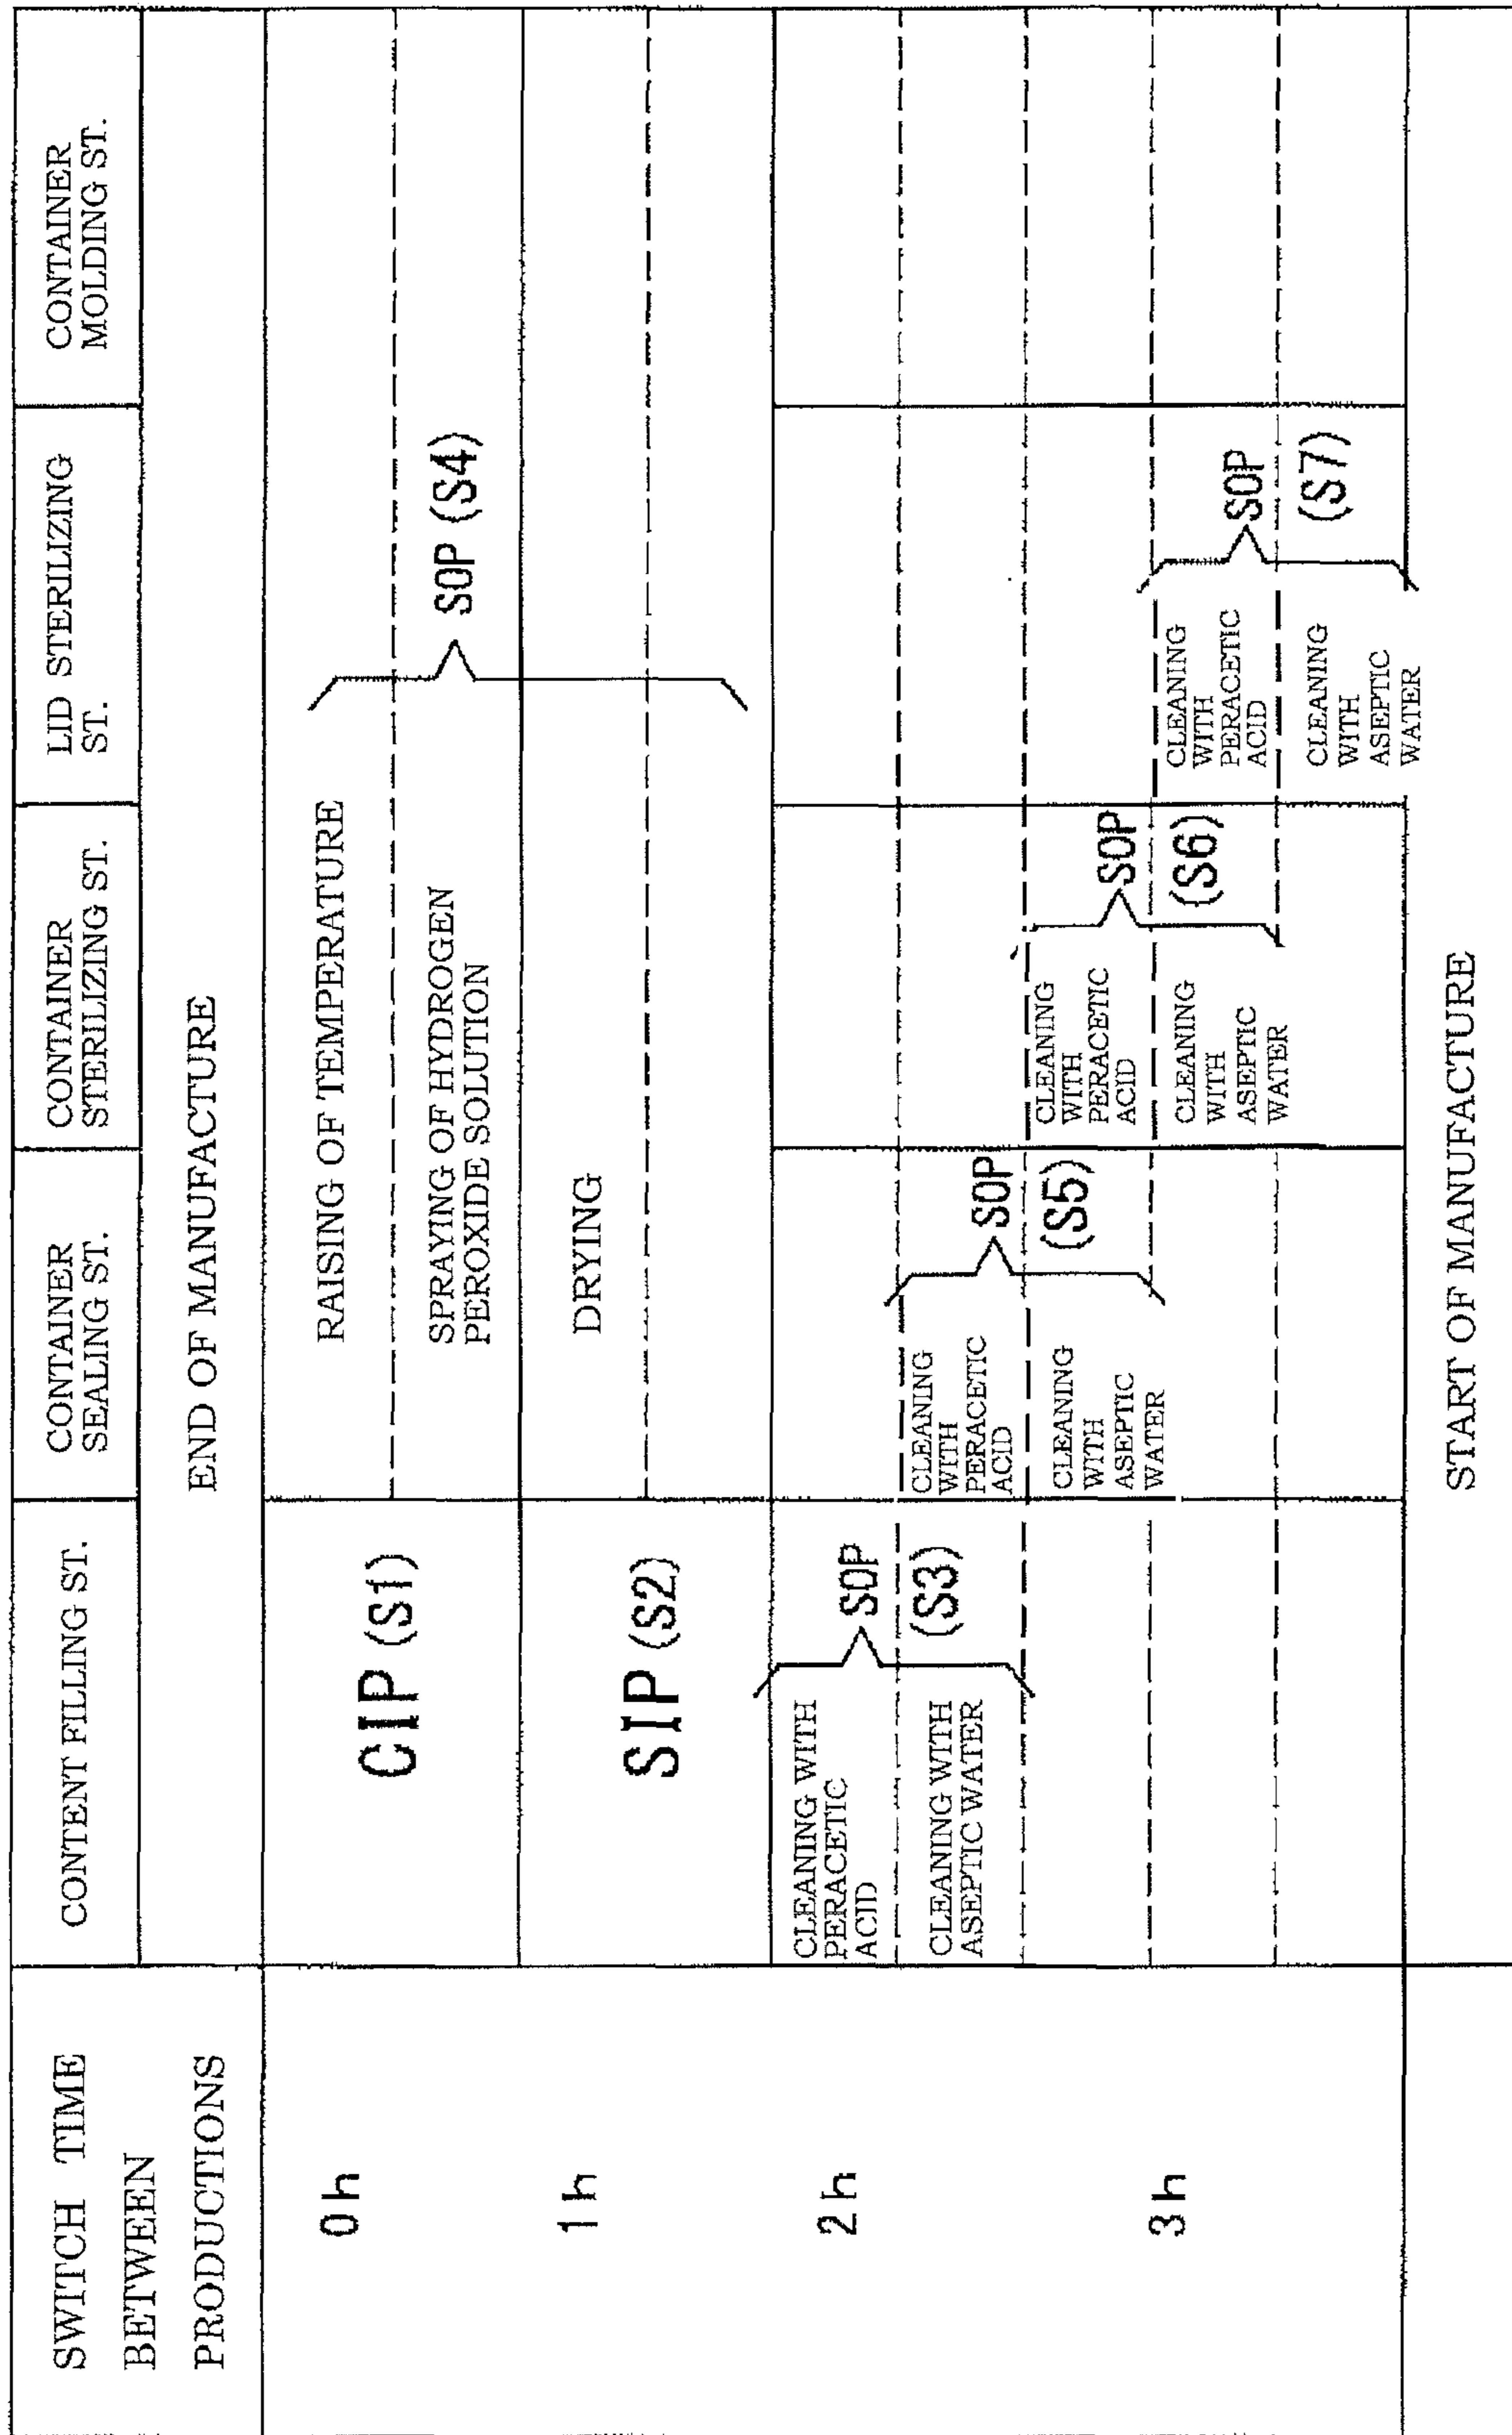 SWITCH TIME
BETWEEN
PRODUCTIONS
CONTENT FILLING ST.
CONTAINER
SEALING ST.
CONTAINER
STERILIZING ST.
LID STERILIZING
ST.
CONTAINER
MOLDING ST.
END OF MANUFACTURE
0h
CIP (S1)
RAISING OF TEMPERATURE
SPRAYING OF HYDROGEN
PEROXIDE SOLUTION
SOP (S4)
1h
SIP (S2)
DRYING
2h
CLEANING WITH
PERACETIC
ACID
CLEANING WITH
ASEPTIC WATER
SOP
(S3)
CLEANING
WITH
PERACETIC
ACID
CLEANING
WITH
ASEPTIC
WATER
SOP
(S5)
CLEANING
WITH
PERACETIC
ACID
CLEANING
WITH
ASEPTIC
WATER
SOP
(S6)
3h
CLEANING
WITH
PERACETIC
ACID
CLEANING
WITH
ASEPTIC
WATER
SOP
(S7)
START OF MANUFACTURE